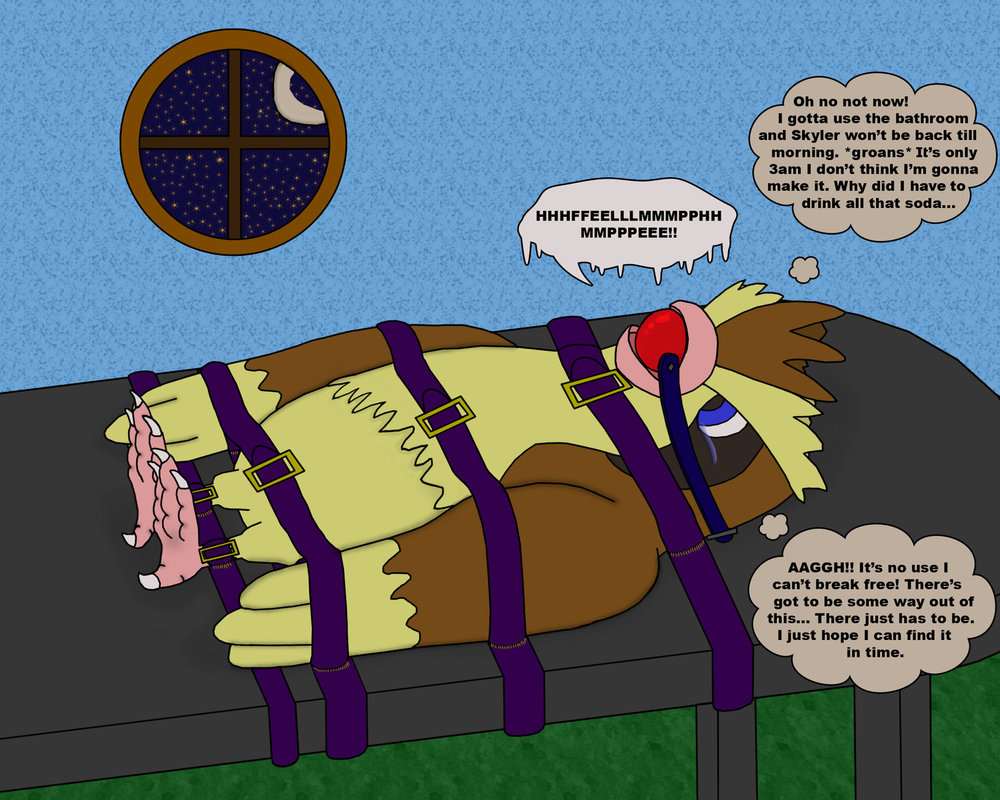 Oh no not now!
I gotta use the bathroom
and Skyler won't be back till
morning. *groans* It's only
3am I don't think I'm gonna
make it. Why did I have to
drink all that soda...
HHHFFEELLLMMMPPHH
MMPPPEEE!!
AAGGH!! It's no use I
can't break free! There's
got to be some way out of
this... There just has to be.
I just hope I can find it
in time.